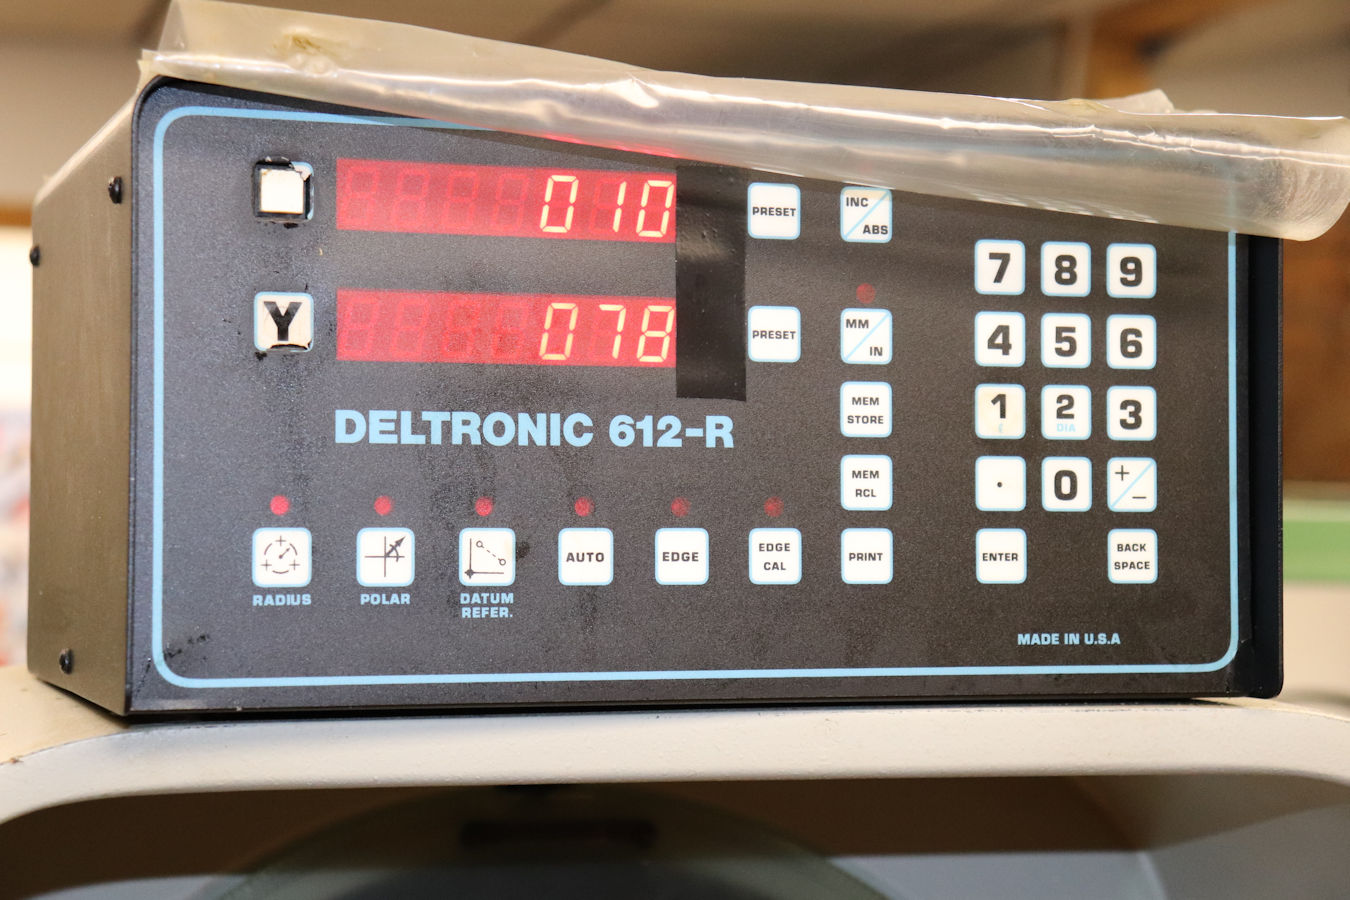 010
PRESET
INC
ABS
7 8 9
Y
078
PRESET
MM
IN
4 5 6
DELTRONIC 612-R
MEM
STORE
1 2 3
DIA
MEM
RCL
. 0 +
-
RADIUS
POLAR
DATUM
REFER.
AUTO
EDGE
EDGE
CAL
PRINT
ENTER
BACK
SPACE
MADE IN U.S.A